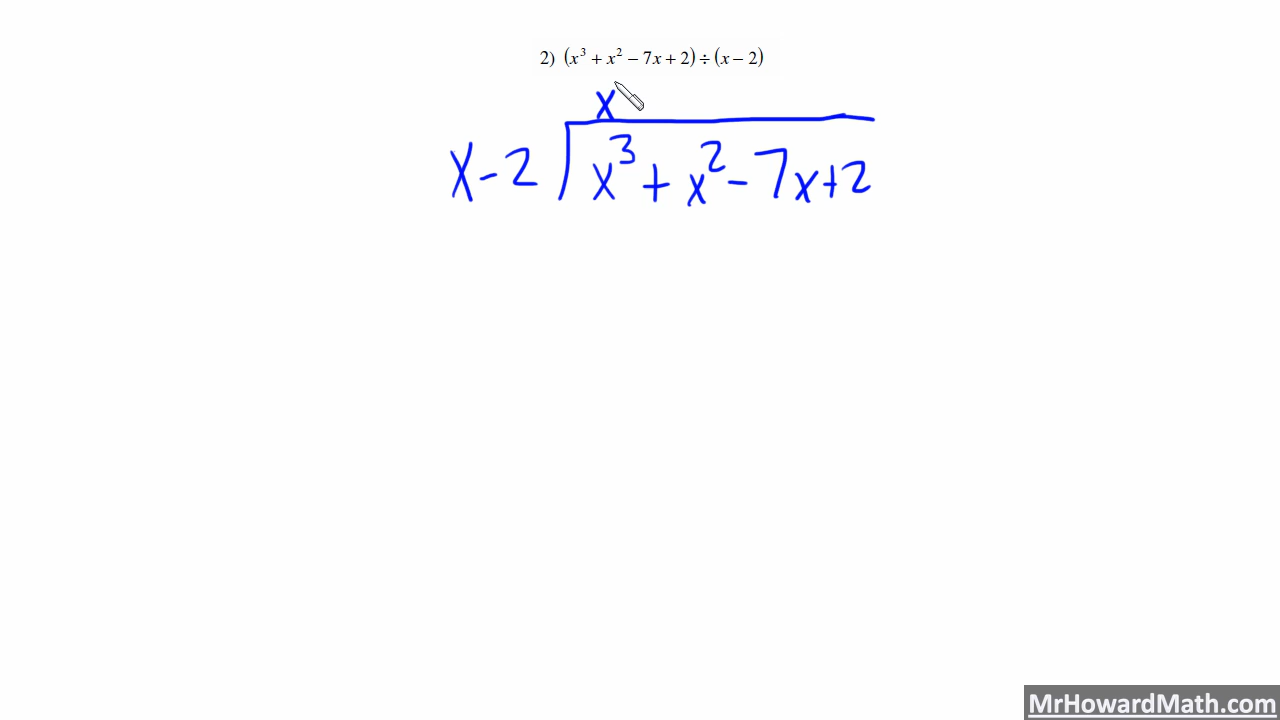 2) (x³ + x² − 7x + 2) ÷ (x − 2)
x
x-2 x³ + x² - 7x+2
MrHowardMath.com